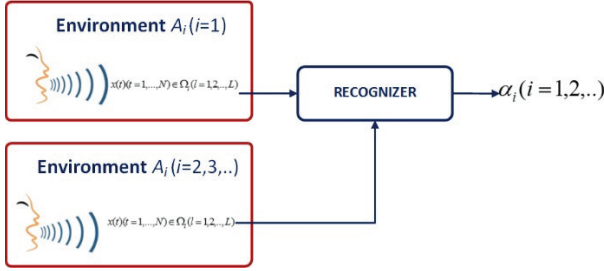 Environment A_i (i=1)
x(t)(t=1,...,N)∈Ω_l(l=1,2,..,L)
RECOGNIZER
α_i(i=1,2,..)
Environment A_i (i=2,3,..)
x(t)(t=1,...,N)∈Ω_l(l=1,2,..,L)